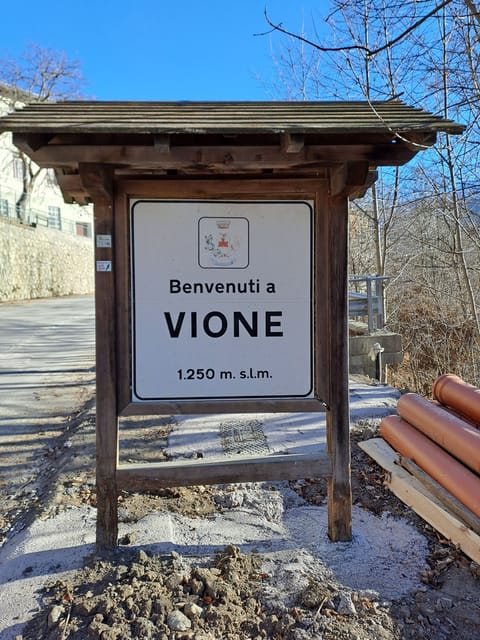 Benvenuti a
VIONE
1.250 m. s.l.m.